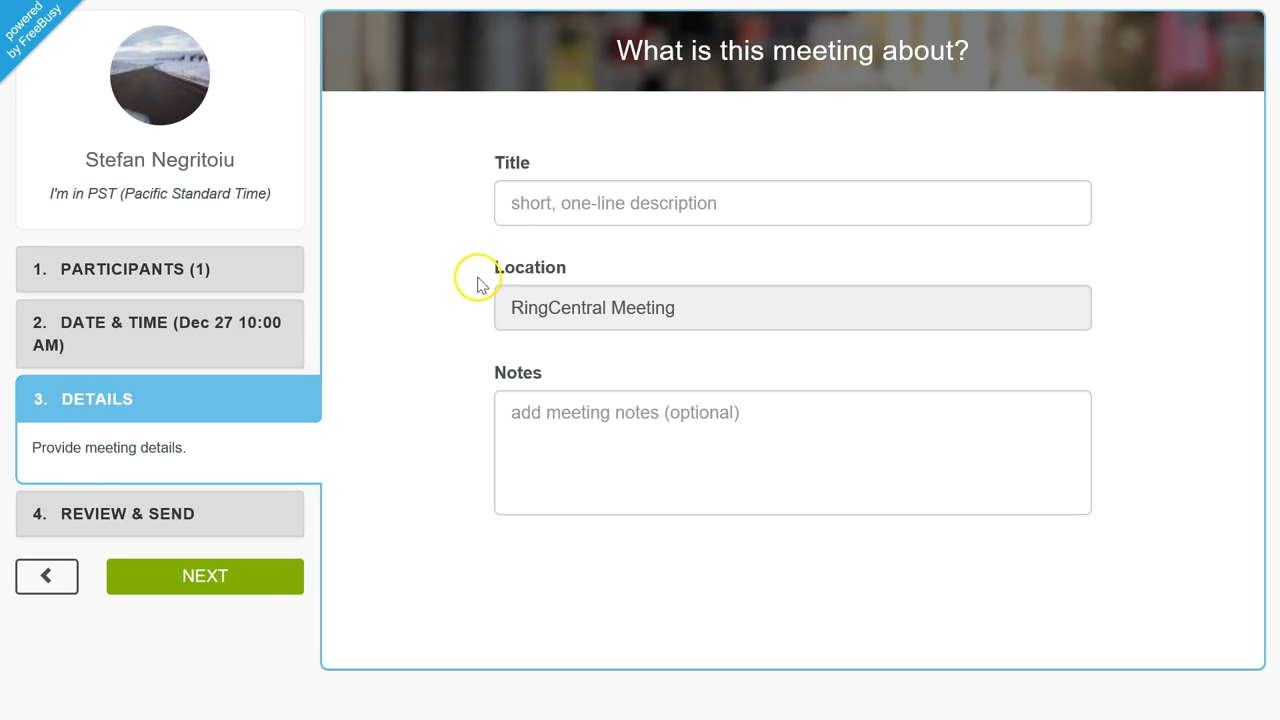 powered
by FreeBusy
Stefan Negritoiu
I'm in PST (Pacific Standard Time)
1. PARTICIPANTS (1)
2. DATE & TIME (Dec 27 10:00
AM)
3. DETAILS
Provide meeting details.
4. REVIEW & SEND
NEXT
What is this meeting about?
Title
short, one-line description
Location
RingCentral Meeting
Notes
add meeting notes (optional)